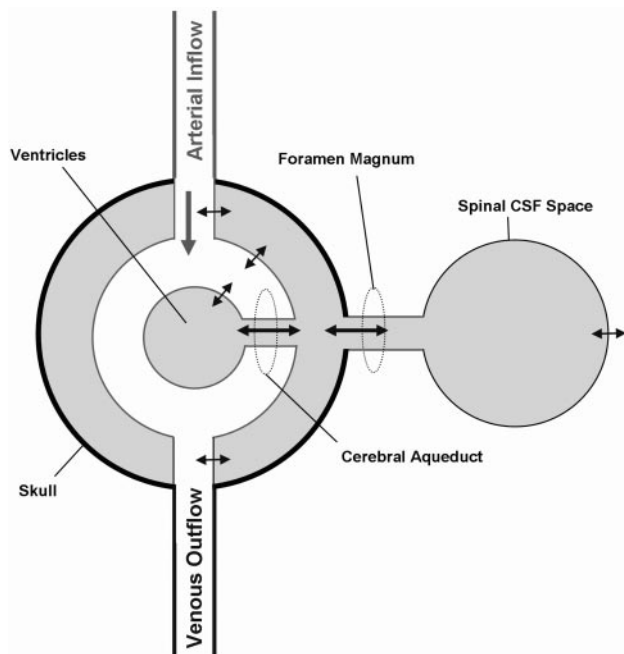 Arterial Inflow
Ventricles
Foramen Magnum
Spinal CSF Space
Cerebral Aqueduct
Skull
Venous Outflow